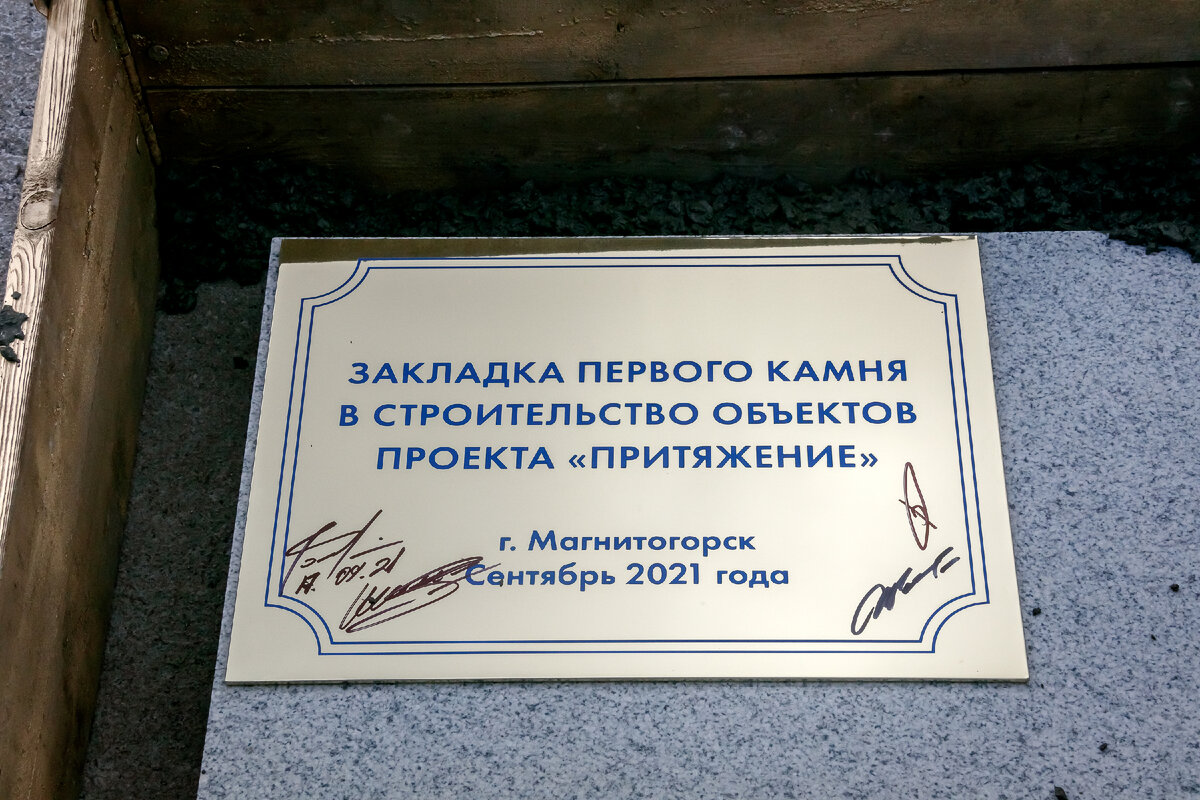 ЗАКЛАДКА ПЕРВОГО КАМНЯ
В СТРОИТЕЛЬСТВО ОБЪЕКТОВ
ПРОЕКТА «ПРИТЯЖЕНИЕ»
г. Магнитогорск
Сентябрь 2021 года